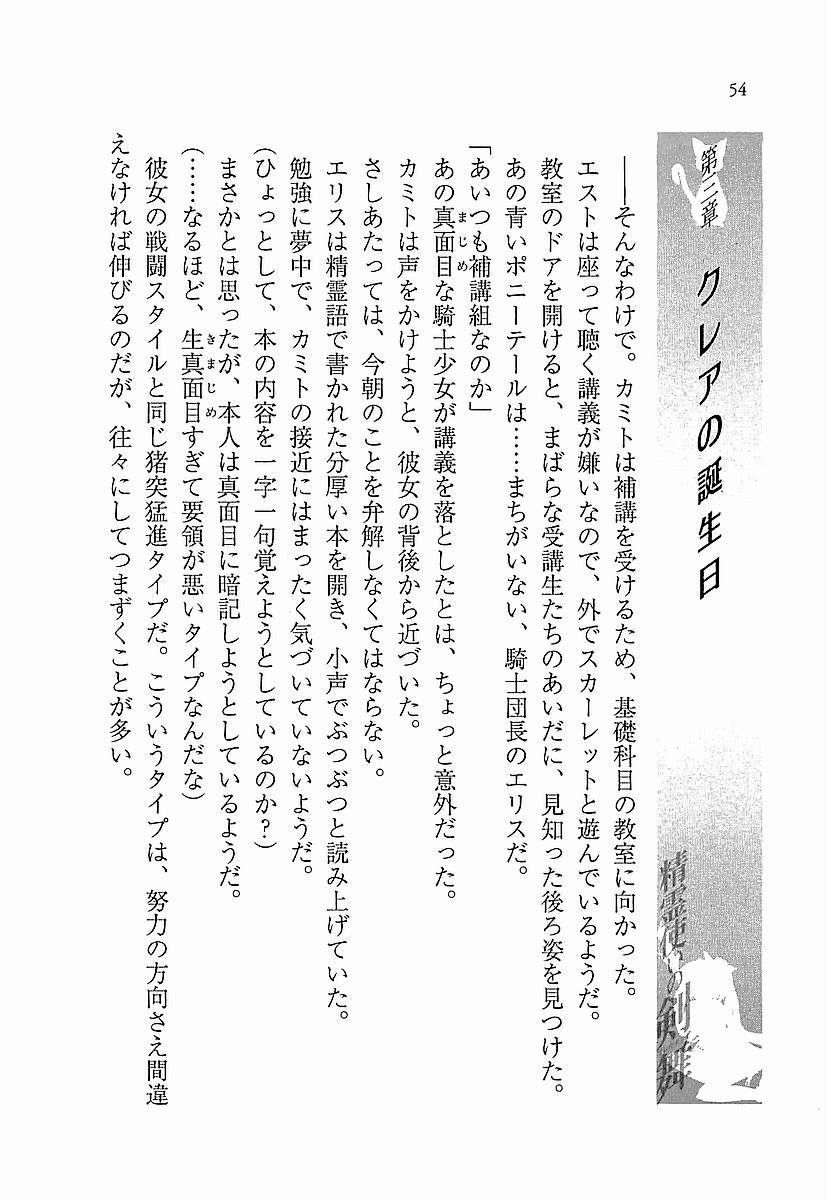 54
第三章 クレアの誕生日
精霊使いの剣舞
――そんなわけで。カミトは補講を受けるため、基礎科目の教室に向かった。
エストは座って聴く講義が嫌いなので、外でスカーレットと遊んでいるようだ。
教室のドアを開けると、まばらな受講生たちのあいだに、見知った後ろ姿を見つけた。
あの青いポニーテールは……まちがいない、騎士団長のエリスだ。
「あいつも補講組なのか」
あの真面目な騎士少女が講義を落としたとは、ちょっと意外だった。
まじめ
カミトは声をかけようと、彼女の背後から近づいた。
さしあたっては、今朝のことを弁解しなくてはならない。
エリスは精霊語で書かれた分厚い本を開き、小声でぶつぶつと読み上げていた。
勉強に夢中で、カミトの接近にはまったく気づいていないようだ。
(ひょっとして、本の内容を一字一句覚えようとしているのか?)
まさかとは思ったが、本人は真面目に暗記しようとしているようだ。
(……なるほど、生真面目すぎて要領が悪いタイプなんだな)
きまじめ
彼女の戦闘スタイルと同じ猪突猛進タイプだ。こういうタイプは、努力の方向さえ間違
えなければ伸びるのだが、往々にしてつまずくことが多い。